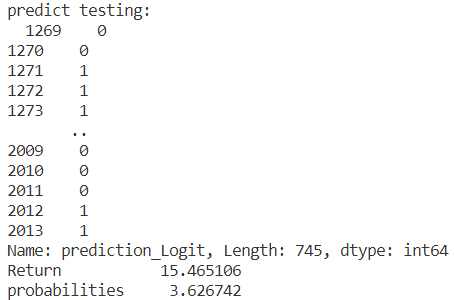 predict testing:
1269 0
1270 0
1271 1
1272 1
1273 1
..
2009 0
2010 0
2011 0
2012 1
2013 1
Name: prediction_Logit, Length: 745, dtype: int64
Return 15.465106
probabilities 3.626742